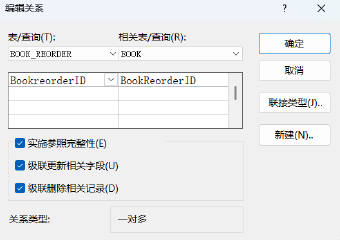 编辑关系
? ×
表/查询(T): 相关表/查询(R):
BOOK_REORDER BOOK
BookreorderID BookReorderID
实施参照完整性(E)
级联更新相关字段(U)
级联删除相关记录(D)
关系类型: 一对多
确定
取消
联接类型(J)..
新建(N)..